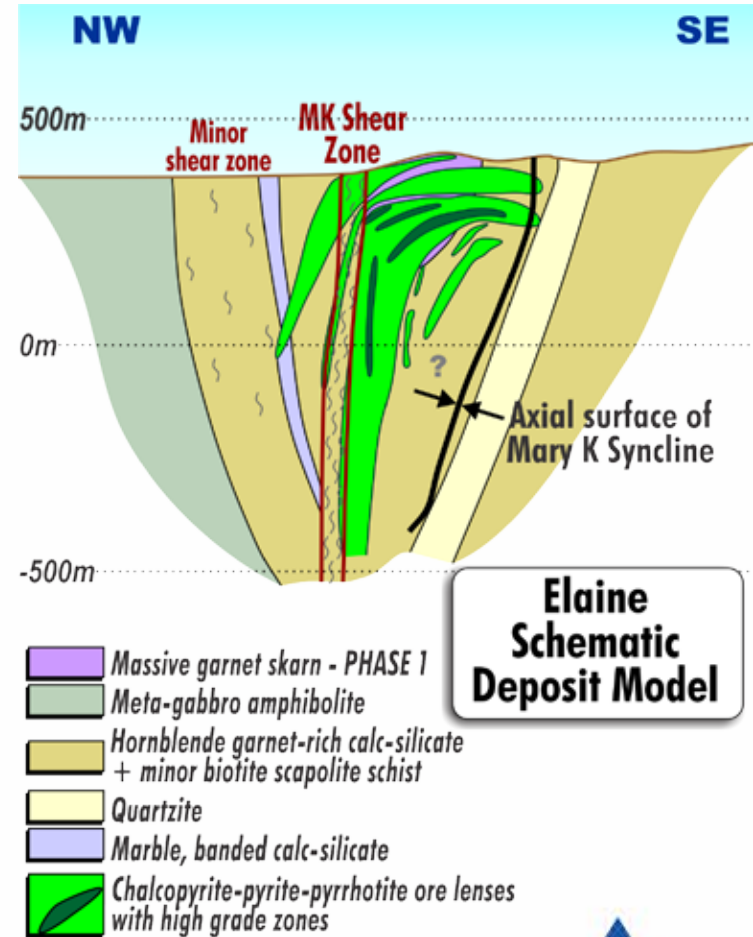 NW
SE
500m
Minor
shear zone
MK Shear
Zone
0m
?
Axial surface of
Mary K Syncline
-500m
Elaine
Schematic
Deposit Model
Massive garnet skarn - PHASE 1
Meta-gabbro amphibolite
Hornblende garnet-rich calc-silicate
+ minor biotite scapolite schist
Quartzite
Marble, banded calc-silicate
Chalcopyrite-pyrite-pyrrhotite ore lenses
with high grade zones